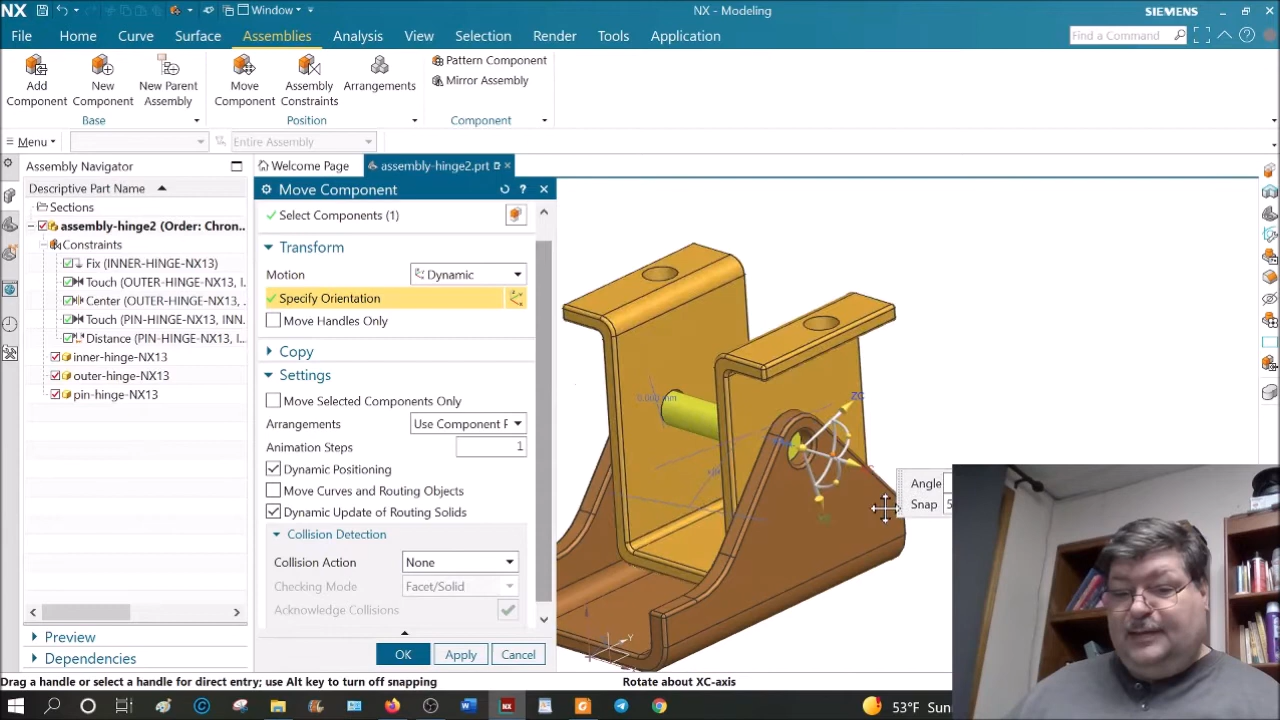 NX
Window
NX - Modeling
SIEMENS
File
Home
Curve
Surface
Assemblies
Analysis
View
Selection
Render
Tools
Application
Find a Command
Add
Component
New
Component
New Parent
Assembly
Move
Component
Assembly
Constraints
Arrangements
Pattern Component
Mirror Assembly
Base
Position
Component
Menu
Entire Assembly
Assembly Navigator
Welcome Page
assembly-hinge2.prt
Descriptive Part Name
Sections
assembly-hinge2 (Order: Chron...
Constraints
Fix (INNER-HINGE-NX13)
Touch (OUTER-HINGE-NX13, I...
Center (OUTER-HINGE-NX13, ...
Touch (PIN-HINGE-NX13, INN...
Distance (PIN-HINGE-NX13, I...
inner-hinge-NX13
outer-hinge-NX13
pin-hinge-NX13
Preview
Dependencies
Move Component
Select Components (1)
Transform
Motion
Dynamic
Specify Orientation
Move Handles Only
Copy
Settings
Move Selected Components Only
Arrangements
Use Component P
Animation Steps
1
Dynamic Positioning
Move Curves and Routing Objects
Dynamic Update of Routing Solids
Collision Detection
Collision Action
None
Checking Mode
Facet/Solid
Acknowledge Collisions
OK
Apply
Cancel
ZC
Angle
Snap
5
Y
Drag a handle or select a handle for direct entry; use Alt key to turn off snapping
Rotate about XC-axis
53°F